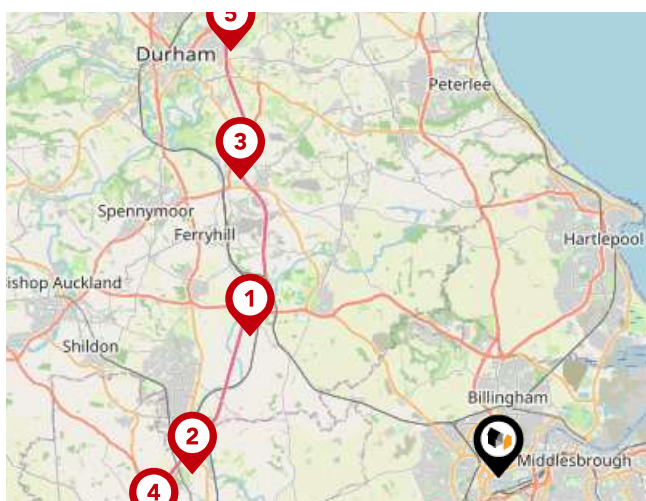 5
Durham
Peterlee
3
Spennymoor
Ferryhill
Hartlepool
ishop Auckland
1
Shildon
Billingham
2
Middlesbrough
4